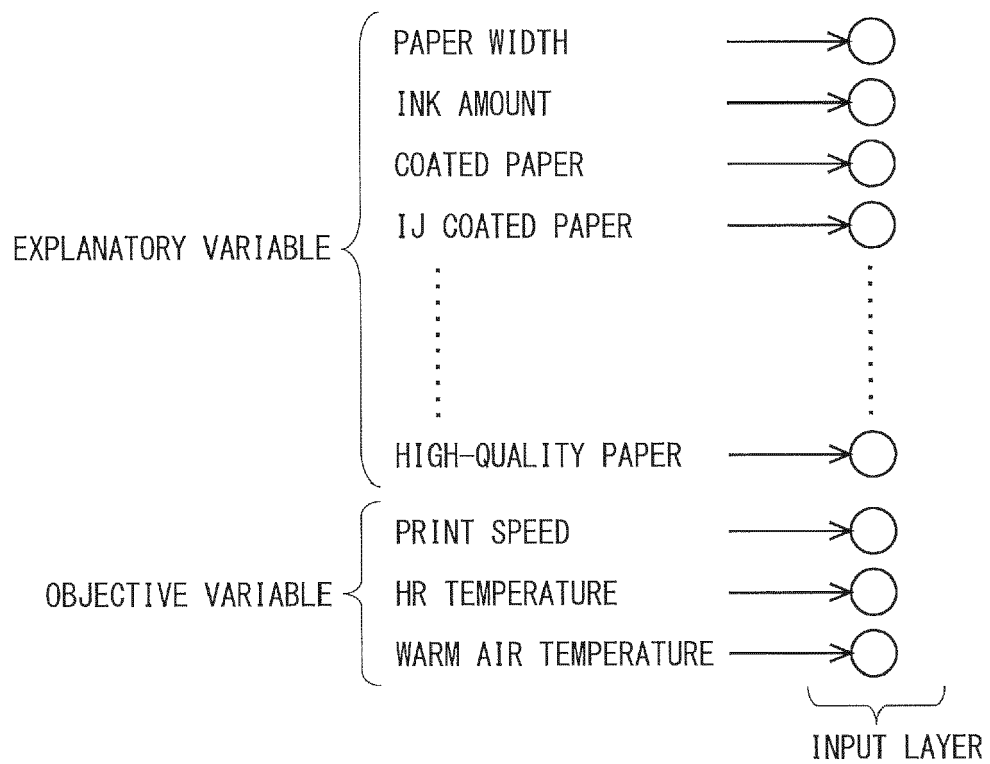 PAPER WIDTH
INK AMOUNT
COATED PAPER
IJ COATED PAPER
EXPLANATORY VARIABLE
HIGH-QUALITY PAPER
PRINT SPEED
OBJECTIVE VARIABLE
HR TEMPERATURE
WARM AIR TEMPERATURE
INPUT LAYER